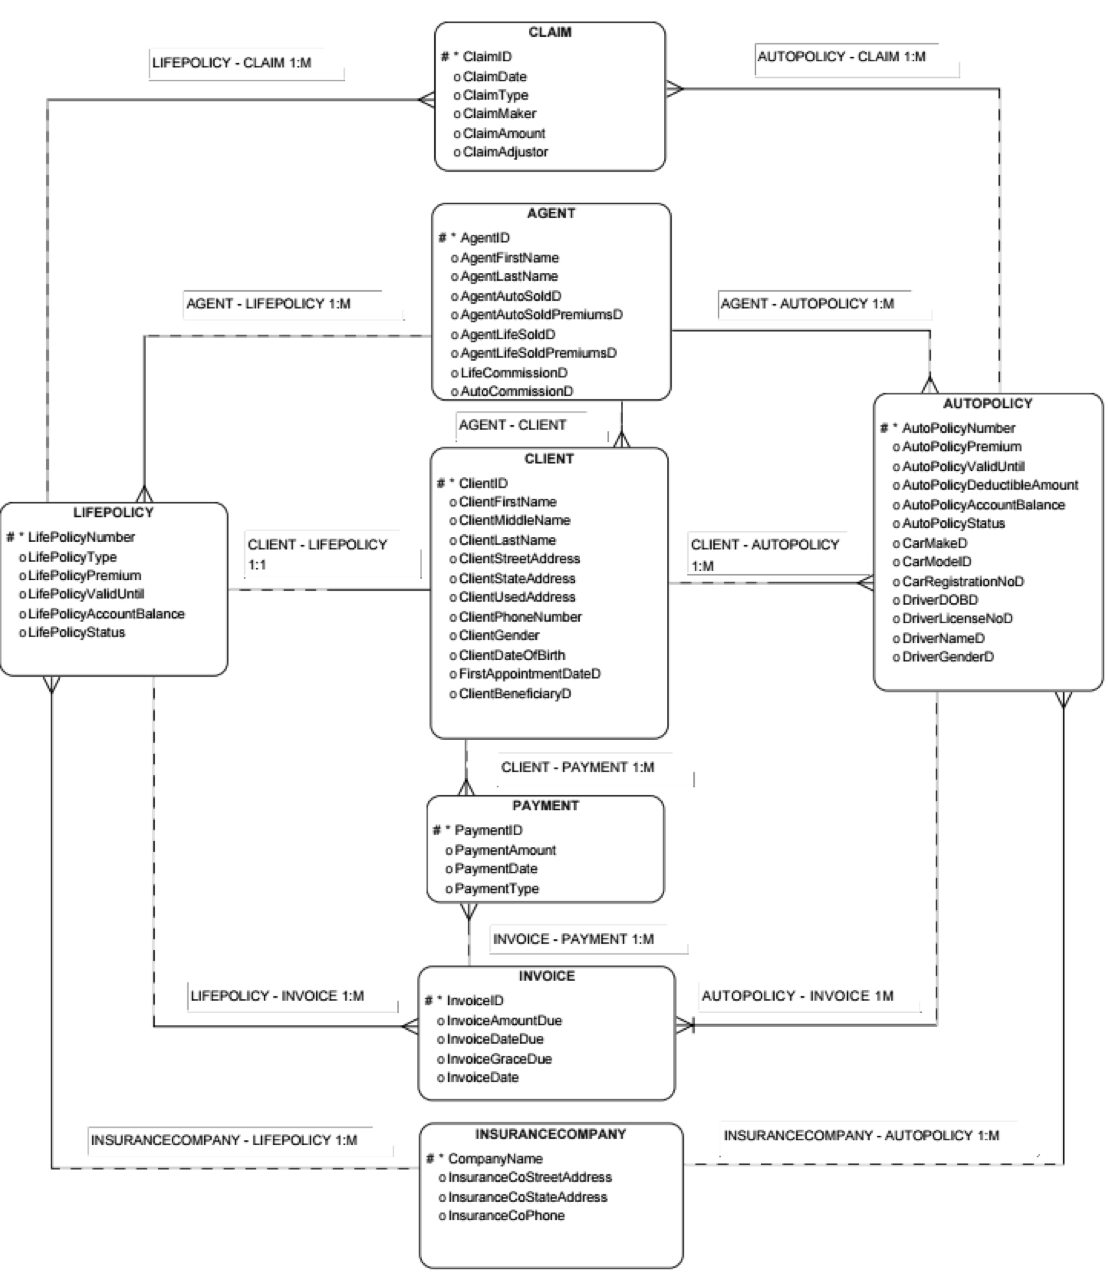 CLAIM
LIFEPOLICY - CLAIM 1:M
AUTOPOLICY - CLAIM 1:M
# * ClaimID
o ClaimDate
o ClaimType
o ClaimMaker
o ClaimAmount
o ClaimAdjustor
AGENT
# * AgentID
o AgentFirstName
o AgentLastName
o AgentAutoSoldD
o AgentAutoSoldPremiumsD
o AgentLifeSoldD
o AgentLifeSoldPremiumsD
o LifeCommissionD
o AutoCommissionD
AGENT - LIFEPOLICY 1:M
AGENT - AUTOPOLICY 1:M
AGENT - CLIENT
AUTOPOLICY
# * AutoPolicyNumber
o AutoPolicyPremium
o AutoPolicyValidUntil
o AutoPolicyDeductibleAmount
o AutoPolicyAccountBalance
o AutoPolicyStatus
o CarMakeD
o CarModelD
o CarRegistrationNoD
o DriverDOBD
o DriverLicenseNoD
o DriverNameD
o DriverGenderD
CLIENT
# * ClientID
o ClientFirstName
o ClientMiddleName
o ClientLastName
o ClientStreetAddress
o ClientStateAddress
o ClientUsedAddress
o ClientPhoneNumber
o ClientGender
o ClientDateOfBirth
o FirstAppointmentDateD
o ClientBeneficiaryD
LIFEPOLICY
# * LifePolicyNumber
o LifePolicyType
o LifePolicyPremium
o LifePolicyValidUntil
o LifePolicyAccountBalance
o LifePolicyStatus
CLIENT - LIFEPOLICY
1:1
CLIENT - AUTOPOLICY
1:M
CLIENT - PAYMENT 1:M
PAYMENT
# * PaymentID
o PaymentAmount
o PaymentDate
o PaymentType
INVOICE - PAYMENT 1:M
INVOICE
# * InvoiceID
o InvoiceAmountDue
o InvoiceDateDue
o InvoiceGraceDue
o InvoiceDate
LIFEPOLICY - INVOICE 1:M
AUTOPOLICY - INVOICE 1M
INSURANCECOMPANY
# * CompanyName
o InsuranceCoStreetAddress
o InsuranceCoStateAddress
o InsuranceCoPhone
INSURANCECOMPANY - LIFEPOLICY 1:M
INSURANCECOMPANY - AUTOPOLICY 1:M